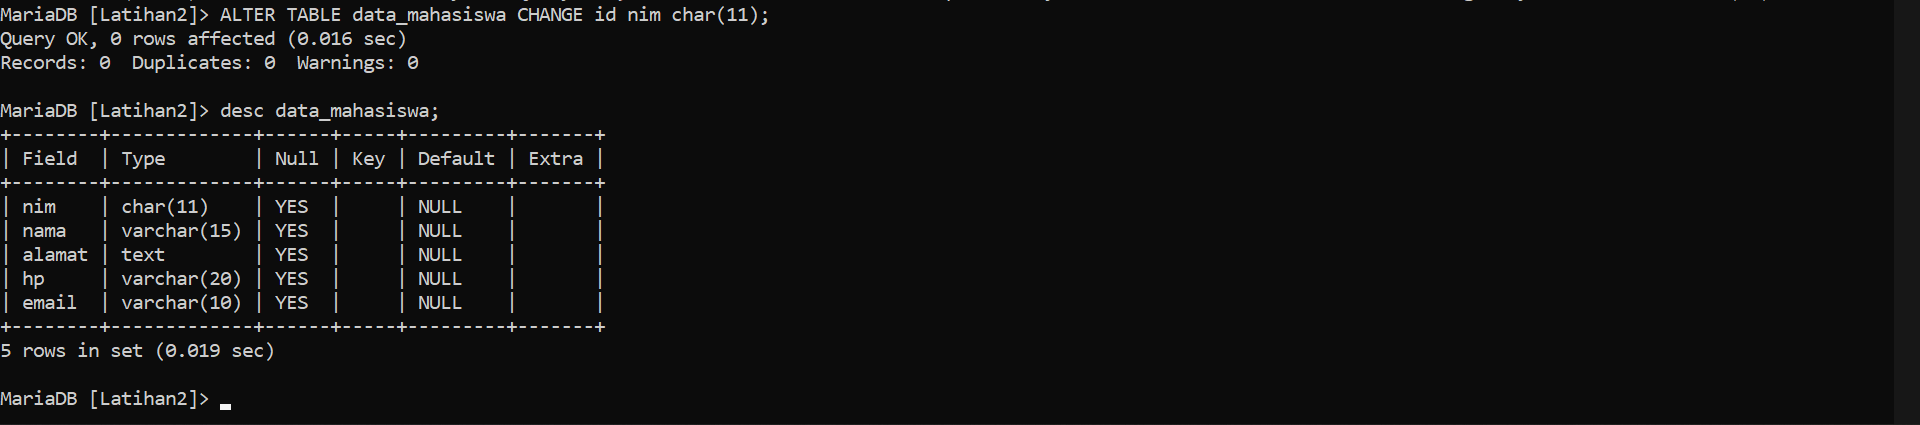 MariaDB [Latihan2]> ALTER TABLE data_mahasiswa CHANGE id nim char(11);
Query OK, 0 rows affected (0.016 sec)
Records: 0  Duplicates: 0  Warnings: 0

MariaDB [Latihan2]> desc data_mahasiswa;
+--------+-------------+------+-----+---------+-------+
| Field  | Type        | Null | Key | Default | Extra |
+--------+-------------+------+-----+---------+-------+
| nim    | char(11)    | YES  |     | NULL    |       |
| nama   | varchar(15) | YES  |     | NULL    |       |
| alamat | text        | YES  |     | NULL    |       |
| hp     | varchar(20) | YES  |     | NULL    |       |
| email  | varchar(10) | YES  |     | NULL    |       |
+--------+-------------+------+-----+---------+-------+
5 rows in set (0.019 sec)

MariaDB [Latihan2]>